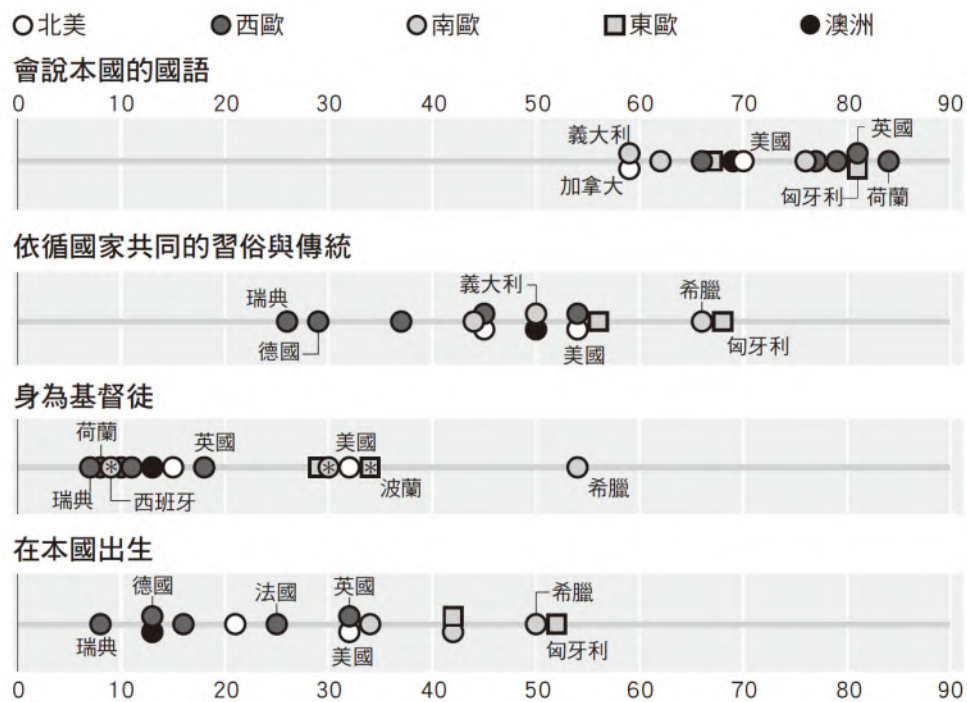 北美 西歐 南歐 東歐 澳洲
會說本國的國語
0 10 20 30 40 50 60 70 80 90
義大利 美國 英國
加拿大 匈牙利 荷蘭
依循國家共同的習俗與傳統
瑞典 義大利 希臘
德國 美國 匈牙利
身為基督徒
荷蘭 英國 美國
* * *
瑞典 西班牙 波蘭 希臘
在本國出生
德國 法國 英國 希臘
瑞典 美國 匈牙利
0 10 20 30 40 50 60 70 80 90